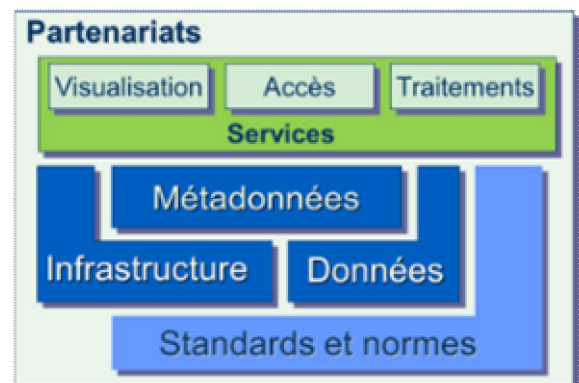 Partenariats
Visualisation Accès Traitements
Services
Métadonnées
Infrastructure Données
Standards et normes